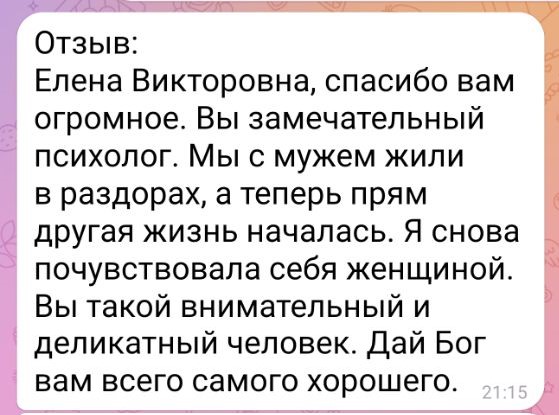 Отзыв:
Елена Викторовна, спасибо вам
огромное. Вы замечательный
психолог. Мы с мужем жили
в раздорах, а теперь прям
другая жизнь началась. Я снова
почувствовала себя женщиной.
Вы такой внимательный и
деликатный человек. Дай Бог
вам всего самого хорошего.
21:15